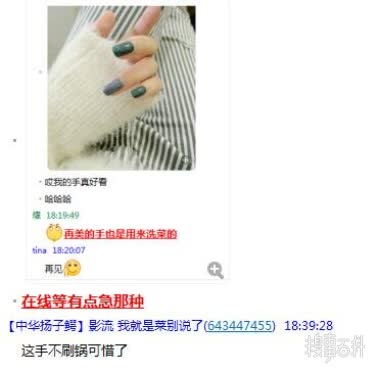 哎我的手真好看
哈哈哈
18:19:49
再美的手也是用来洗菜的
tina 18:20:07
再见
在线等有点急那种
【中华扬子鳄】影流 我就是菜别说了(643447455) 18:39:28
这手不刷锅可惜了